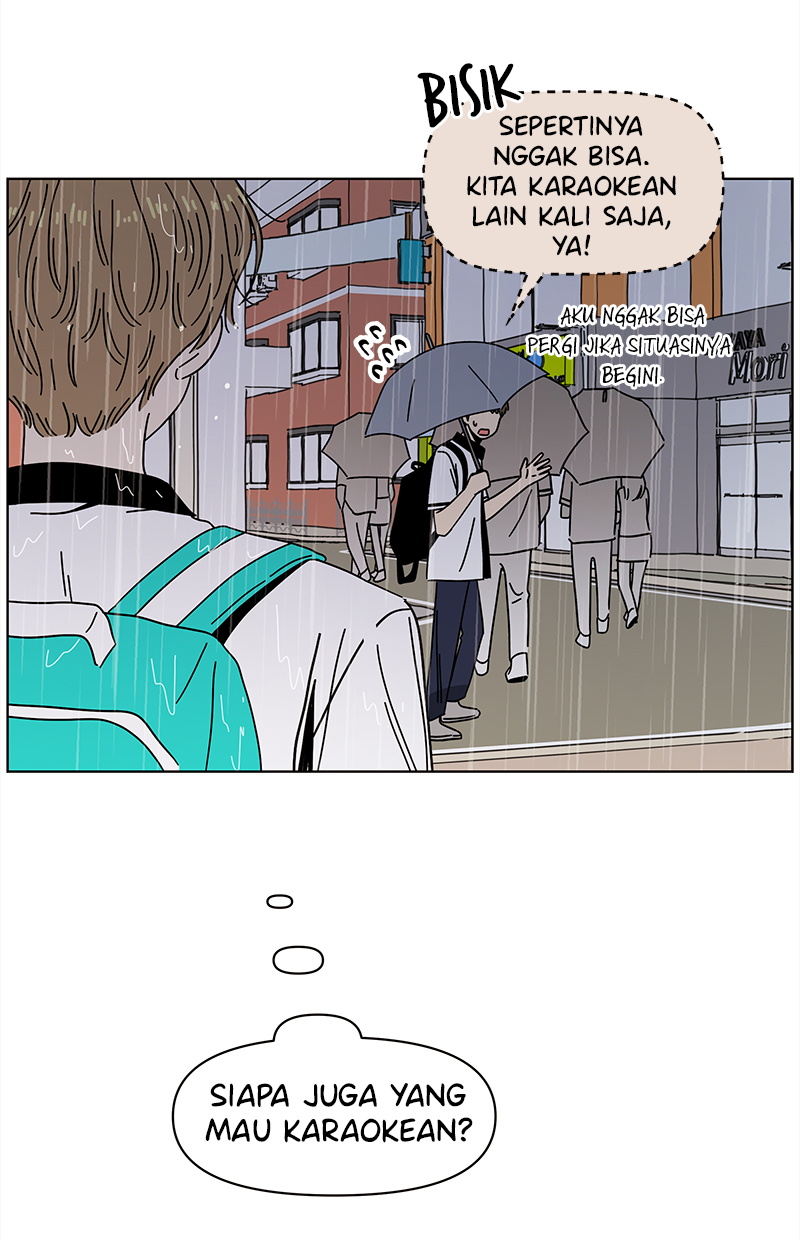 BISIK
SEPERTINYA
NGGAK BISA.
KITA KARAOKEAN
LAIN KALI SAJA,
YA!
AKU NGGAK BISA
PERGI JIKA SITUASINYA
BEGINI.
Mori
SIAPA JUGA YANG
MAU KARAOKEAN?